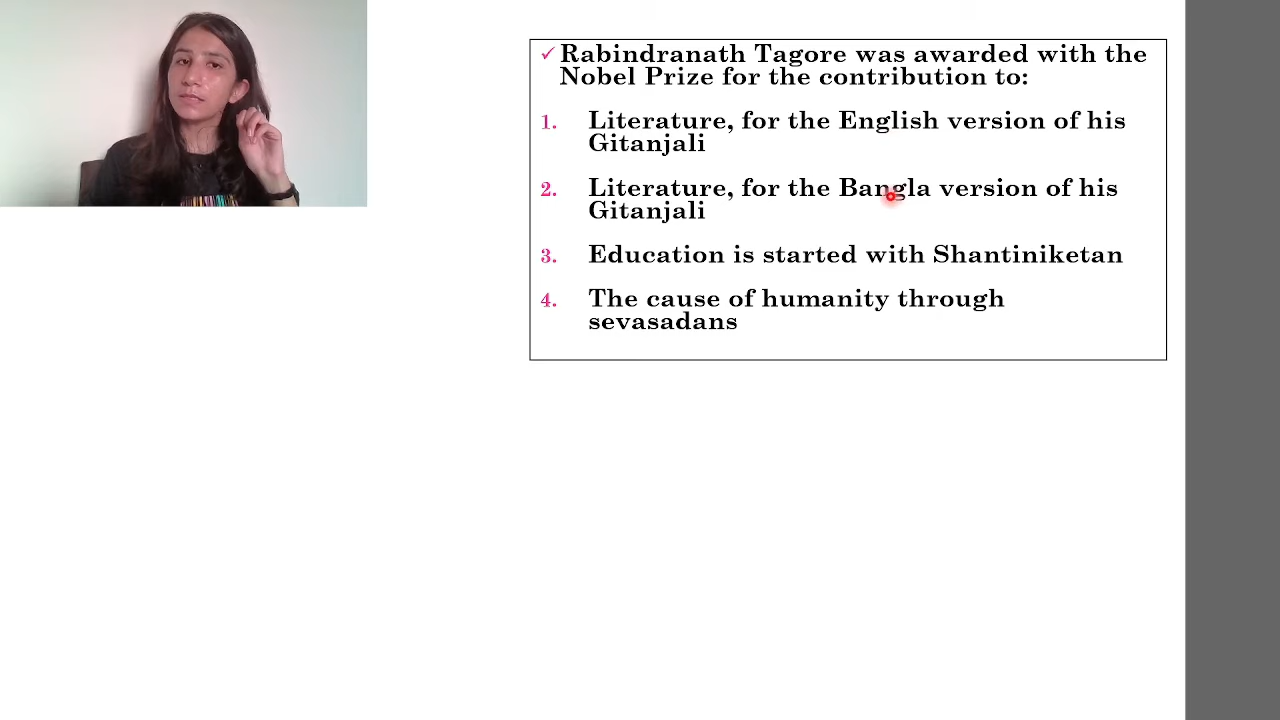 ✓ Rabindranath Tagore was awarded with the
Nobel Prize for the contribution to:
1. Literature, for the English version of his
Gitanjali
2. Literature, for the Bangla version of his
Gitanjali
3. Education is started with Shantiniketan
4. The cause of humanity through
sevasadans